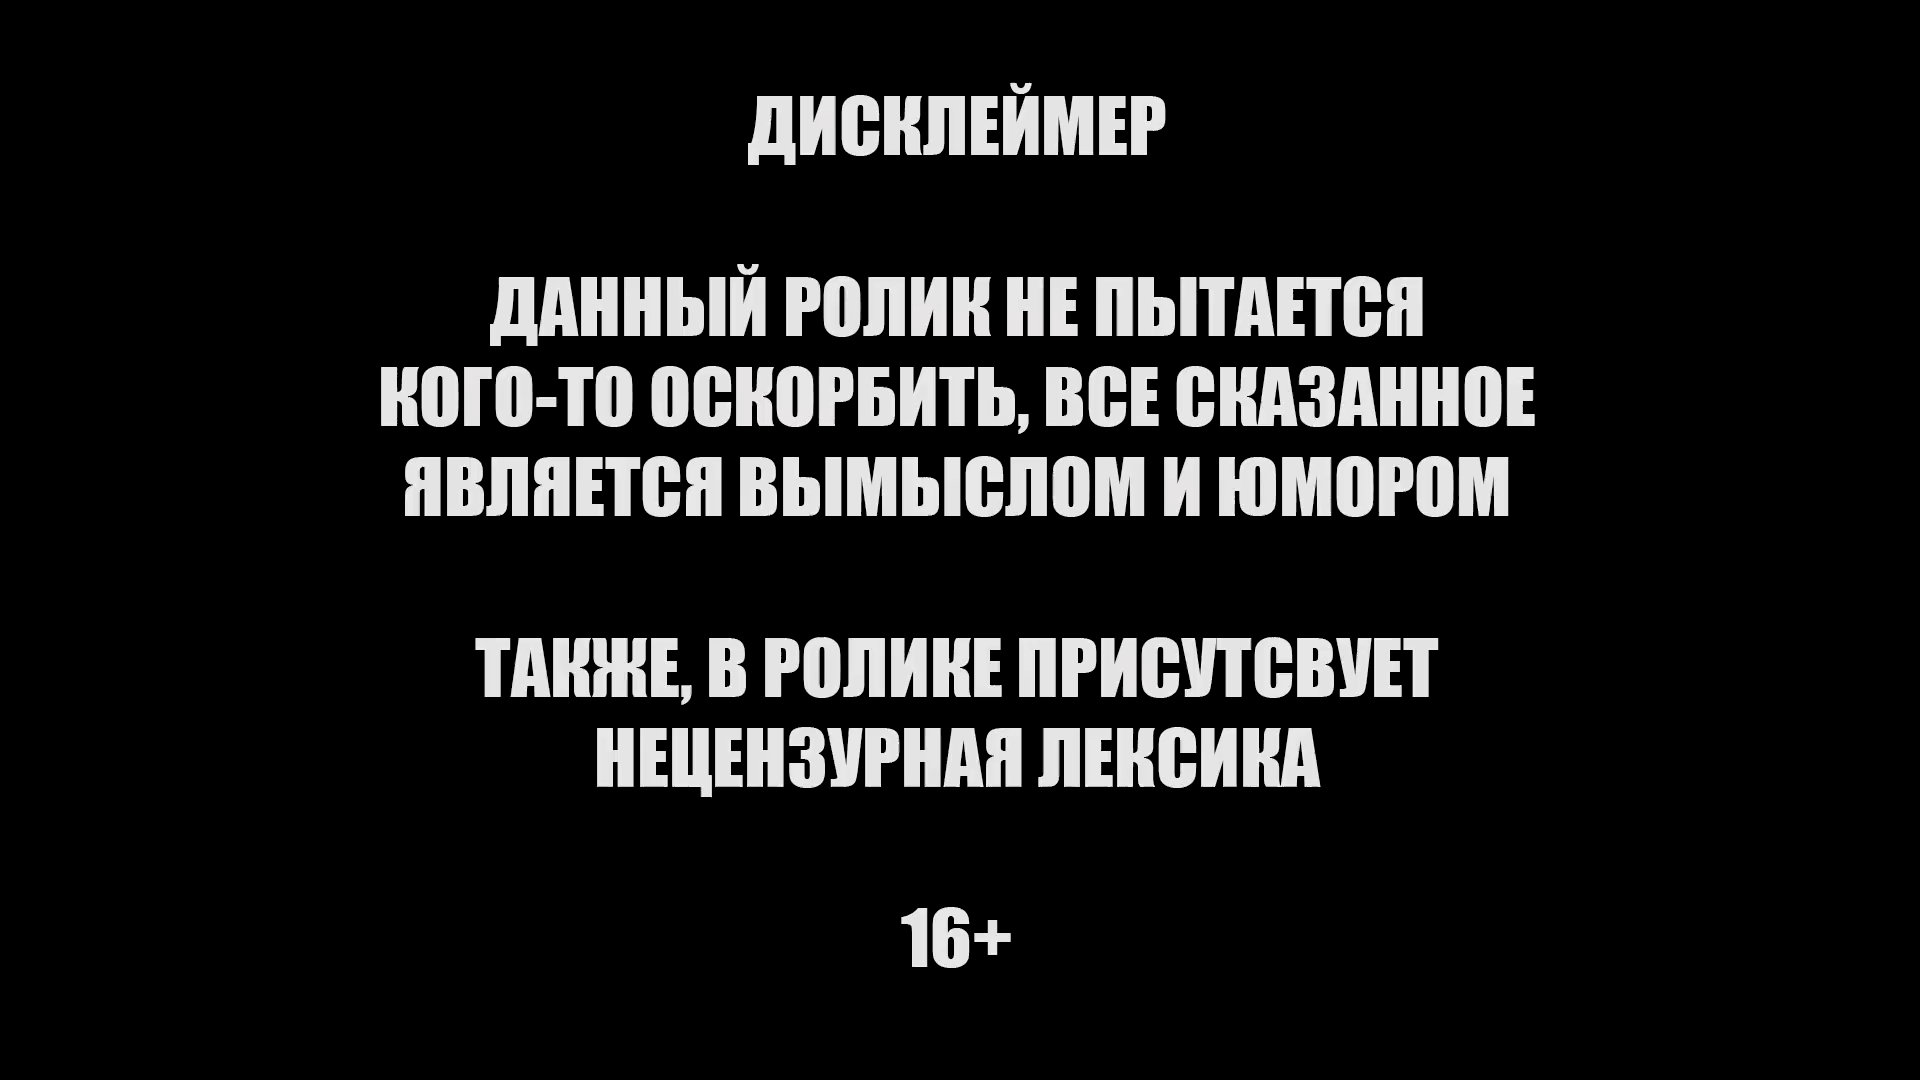 ДИСКЛЕЙМЕР
ДАННЫЙ РОЛИК НЕ ПЫТАЕТСЯ
КОГО-ТО ОСКОРБИТЬ, ВСЕ СКАЗАННОЕ
ЯВЛЯЕТСЯ ВЫМЫСЛОМ И ЮМОРОМ
ТАКЖЕ, В РОЛИКЕ ПРИСУТСВУЕТ
НЕЦЕНЗУРНАЯ ЛЕКСИКА
16+